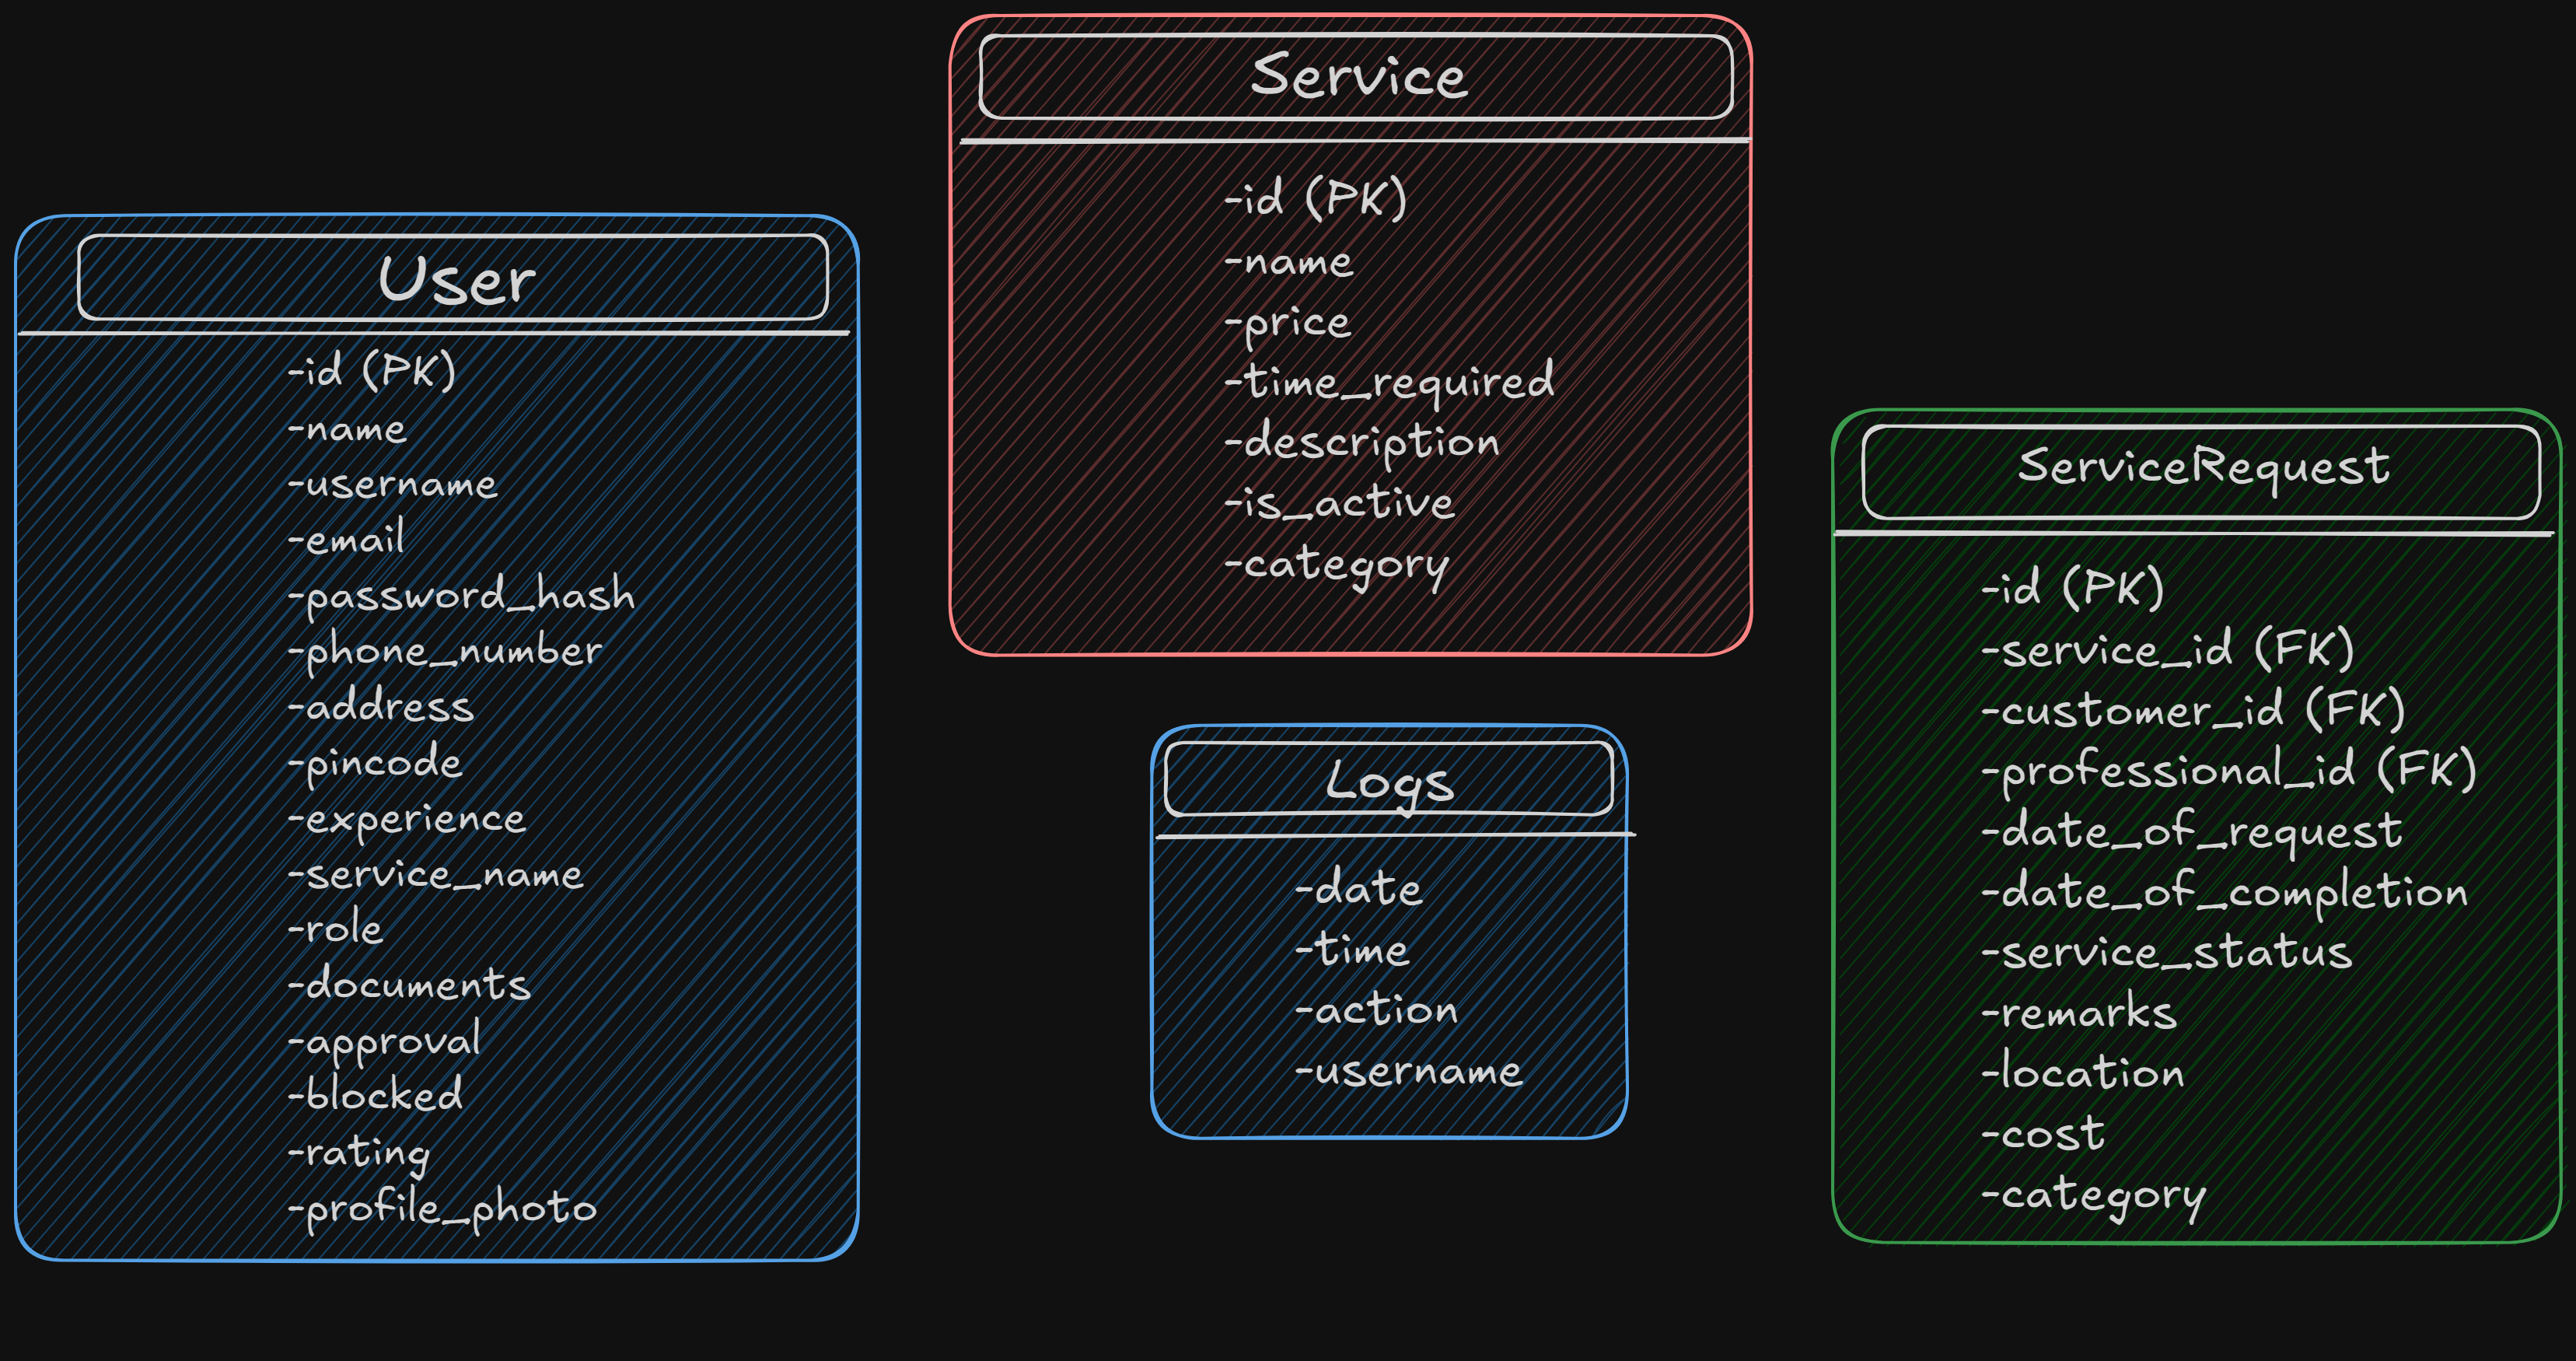 User
-id (PK)
-name
-username
-email
-password_hash
-phone_number
-address
-pincode
-experience
-service_name
-role
-documents
-approval
-blocked
-rating
-profile_photo
Service
-id (PK)
-name
-price
-time_required
-description
-is_active
-category
Logs
-date
-time
-action
-username
ServiceRequest
-id (PK)
-service_id (FK)
-customer_id (FK)
-professional_id (FK)
-date_of_request
-date_of_completion
-service_status
-remarks
-location
-cost
-category